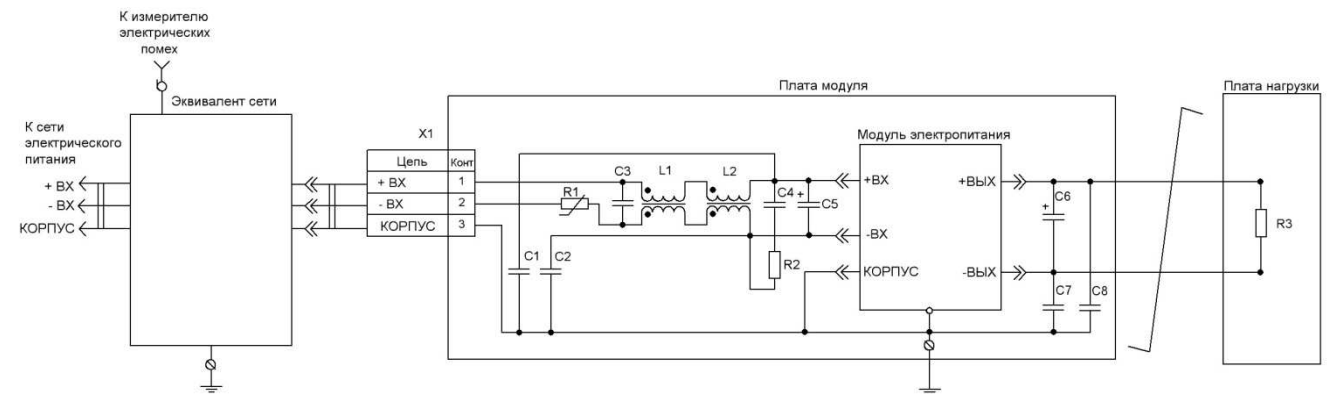 К измерителю
электрических
помех
Эквивалент сети
К сети
электрического
питания
+ ВХ
- ВХ
КОРПУС
X1
Цепь Конт
+ ВХ 1
- ВХ 2
КОРПУС 3
Плата модуля
R1
C3
L1
L2
C4
+
C5
C1
C2
R2
Модуль электропитания
+ВХ
-ВХ
КОРПУС
+ВЫХ
-ВЫХ
C6
+
C7
C8
Плата нагрузки
R3